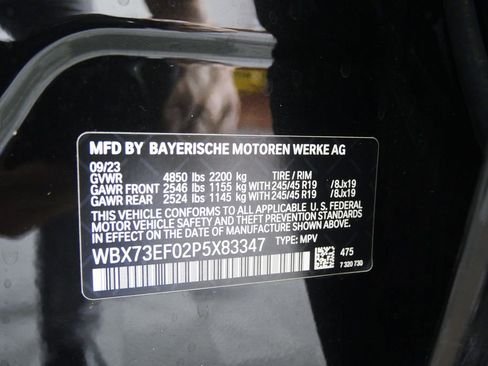 MFD BY BAYERISCHE MOTOREN WERKE AG
09/23
GVWR 4850 lbs 2200 kg TIRE / RIM
GAWR FRONT 2546 lbs 1155 kg WITH 245/45 R19 /8Jx19
GAWR REAR 2524 lbs 1145 kg WITH 245/45 R19 /8Jx19
THIS VEHICLE CONFORMS TO ALL APPLICABLE U.S. FEDERAL
MOTOR VEHICLE SAFETY, BUMPER, AND THEFT PREVENTION
STANDARDS IN EFFECT ON THE DATE OF MANUFACTURE SHOWN ABOVE.
WBX73EF02P5X83347 TYPE: MPV
475
7 320 730